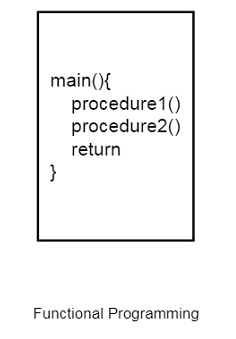 main(){
procedure1()
procedure2()
return
}
Functional Programming